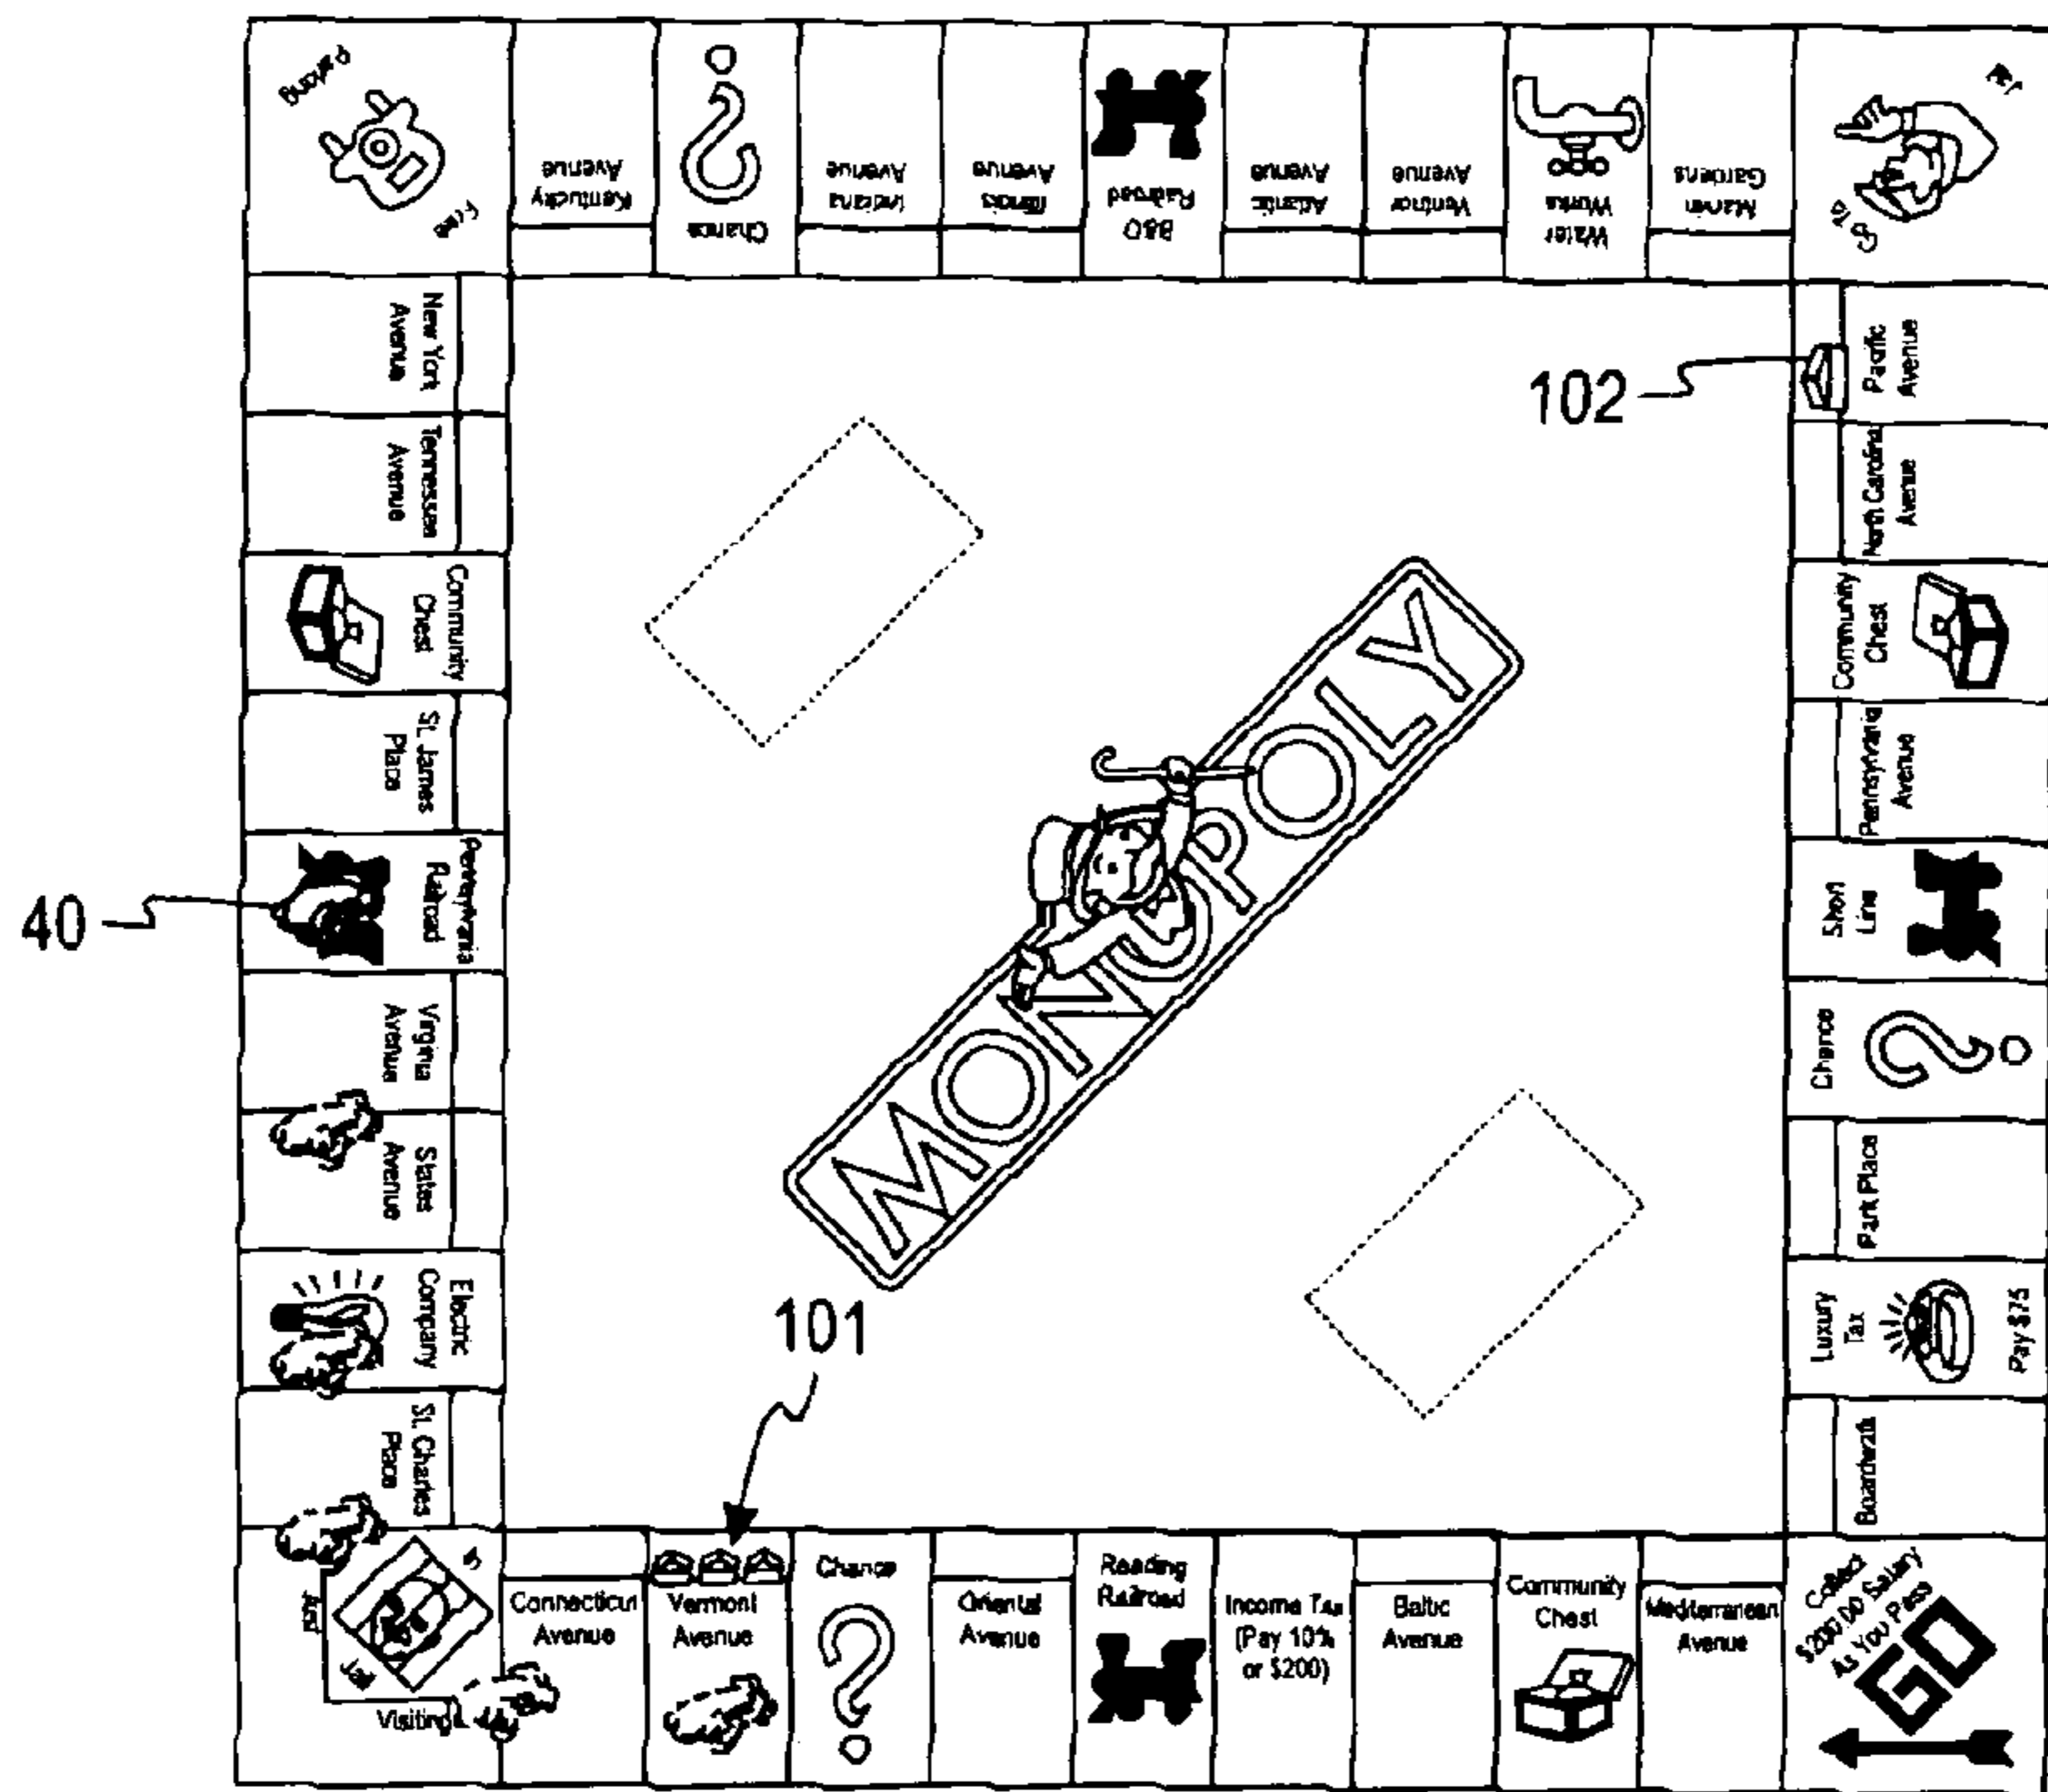 Free
Parking
Kentucky
Avenue
Chance
Indiana
Avenue
Illinois
Avenue
B&O
Railroad
Atlantic
Avenue
Ventnor
Avenue
Water
Works
Marvin
Gardens
Go To
New York
Avenue
Tennessee
Avenue
Community
Chest
St. James
Place
Pennsylvania
Railroad
Virginia
Avenue
States
Avenue
Electric
Company
St. Charles
Place
40
102
MONOPOLY
101
Pacific
Avenue
North Carolina
Avenue
Community
Chest
Pennsylvania
Avenue
Short
Line
Chance
Park Place
Luxury
Tax
Pay $75
Boardwalk
In
Jail
Just
Visiting
Connecticut
Avenue
Vermont
Avenue
Chance
Oriental
Avenue
Reading
Railroad
Income Tax
(Pay 10%
or $200)
Baltic
Avenue
Community
Chest
Mediterranean
Avenue
Collect
$200.00 Salary
As You Pass
GO